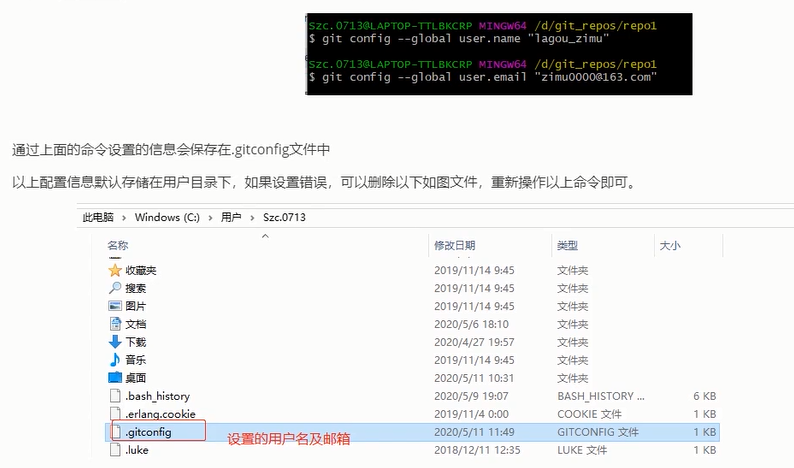 Szc.0713@LAPTOP-TTLBKCRP MINGW64 /d/git_repos/repo1
$ git config --global user.name "lagou_zimu"
Szc.0713@LAPTOP-TTLBKCRP MINGW64 /d/git_repos/repo1
$ git config --global user.email "zimu0000@163.com"
通过上面的命令设置的信息会保存在.gitconfig文件中
以上配置信息默认存储在用户目录下，如果设置错误，可以删除以下如图文件，重新操作以上命令即可。
此电脑 › Windows (C:) › 用户 › Szc.0713
名称 修改日期 类型 大小
收藏夹 2019/11/14 9:45 文件夹
搜索 2019/11/14 9:45 文件夹
图片 2019/11/14 9:45 文件夹
文档 2020/5/6 18:10 文件夹
下载 2020/4/27 19:57 文件夹
音乐 2019/11/14 9:45 文件夹
桌面 2020/5/11 10:31 文件夹
.bash_history 2020/5/9 19:07 BASH_HISTORY ... 6 KB
.erlang.cookie 2019/11/4 0:00 COOKIE 文件 1 KB
.gitconfig 2020/5/11 11:49 GITCONFIG 文件 1 KB
设置的用户名及邮箱
.luke 2018/12/11 12:35 LUKE 文件 1 KB